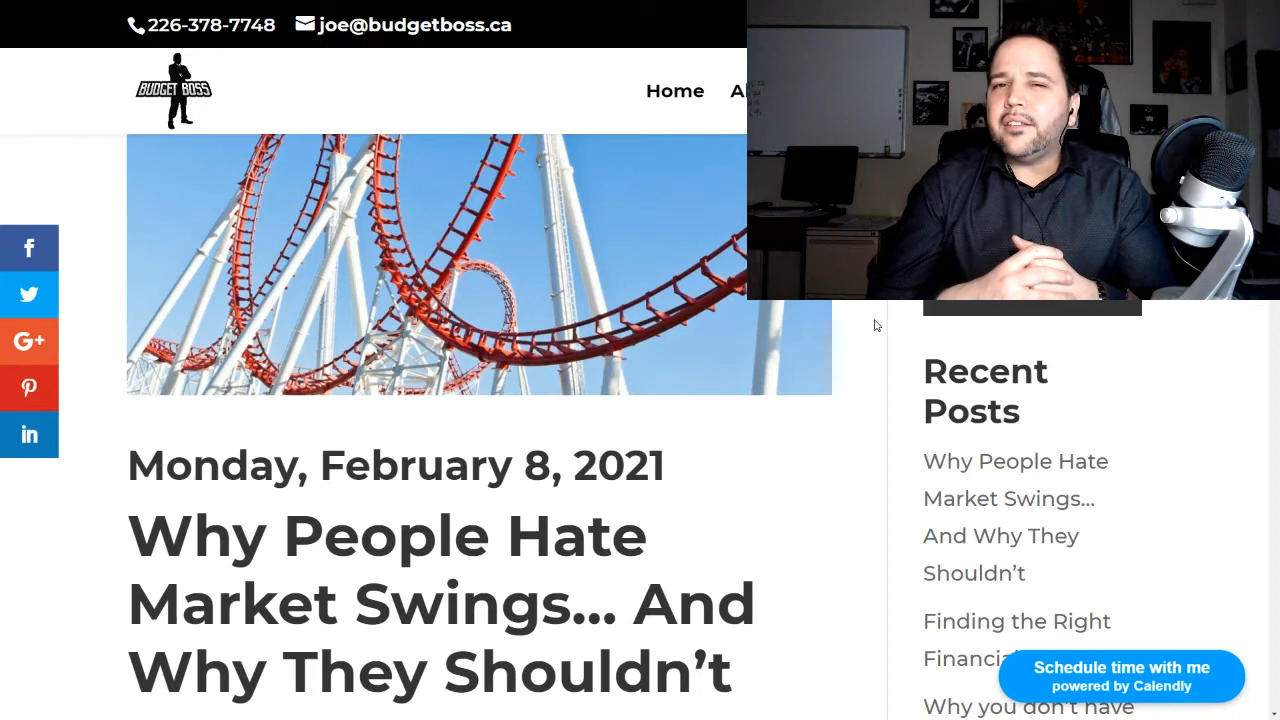 226-378-7748 joe@budgetboss.ca
BUDGET BOSS
Home A
f
G+
in
Monday, February 8, 2021
Why People Hate
Market Swings... And
Why They Shouldn't
Recent
Posts
Why People Hate
Market Swings...
And Why They
Shouldn't
Finding the Right
Financia
Schedule time with me
powered by Calendly
Why you don't have